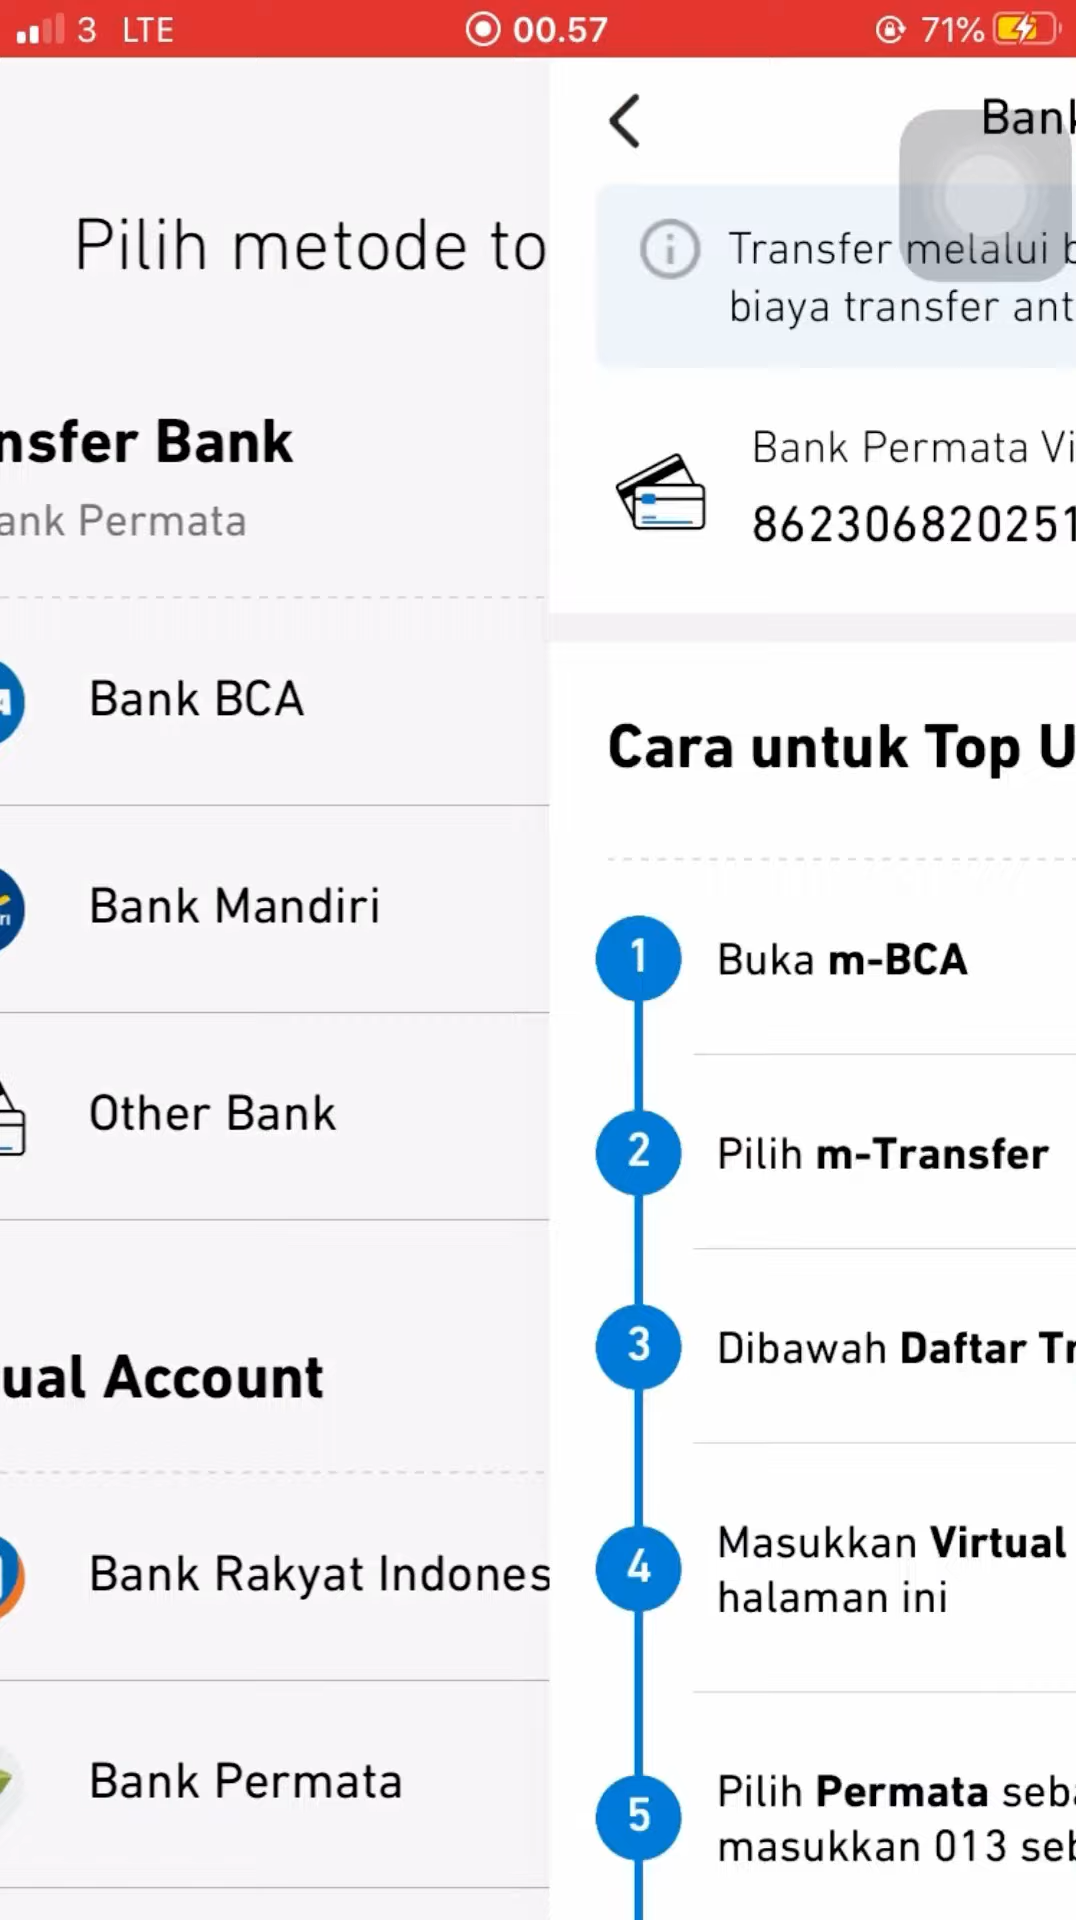 3 LTE
00.57
71%
Pilih metode to
nsfer Bank
ank Permata
Bank BCA
Bank Mandiri
Other Bank
ual Account
Bank Rakyat Indones
Bank Permata
Bank
Transfer melalui b
biaya transfer ant
Bank Permata Vi
862306820251
Cara untuk Top U
1
Buka m-BCA
2
Pilih m-Transfer
3
Dibawah Daftar Tr
4
Masukkan Virtual
halaman ini
5
Pilih Permata seba
masukkan 013 seb